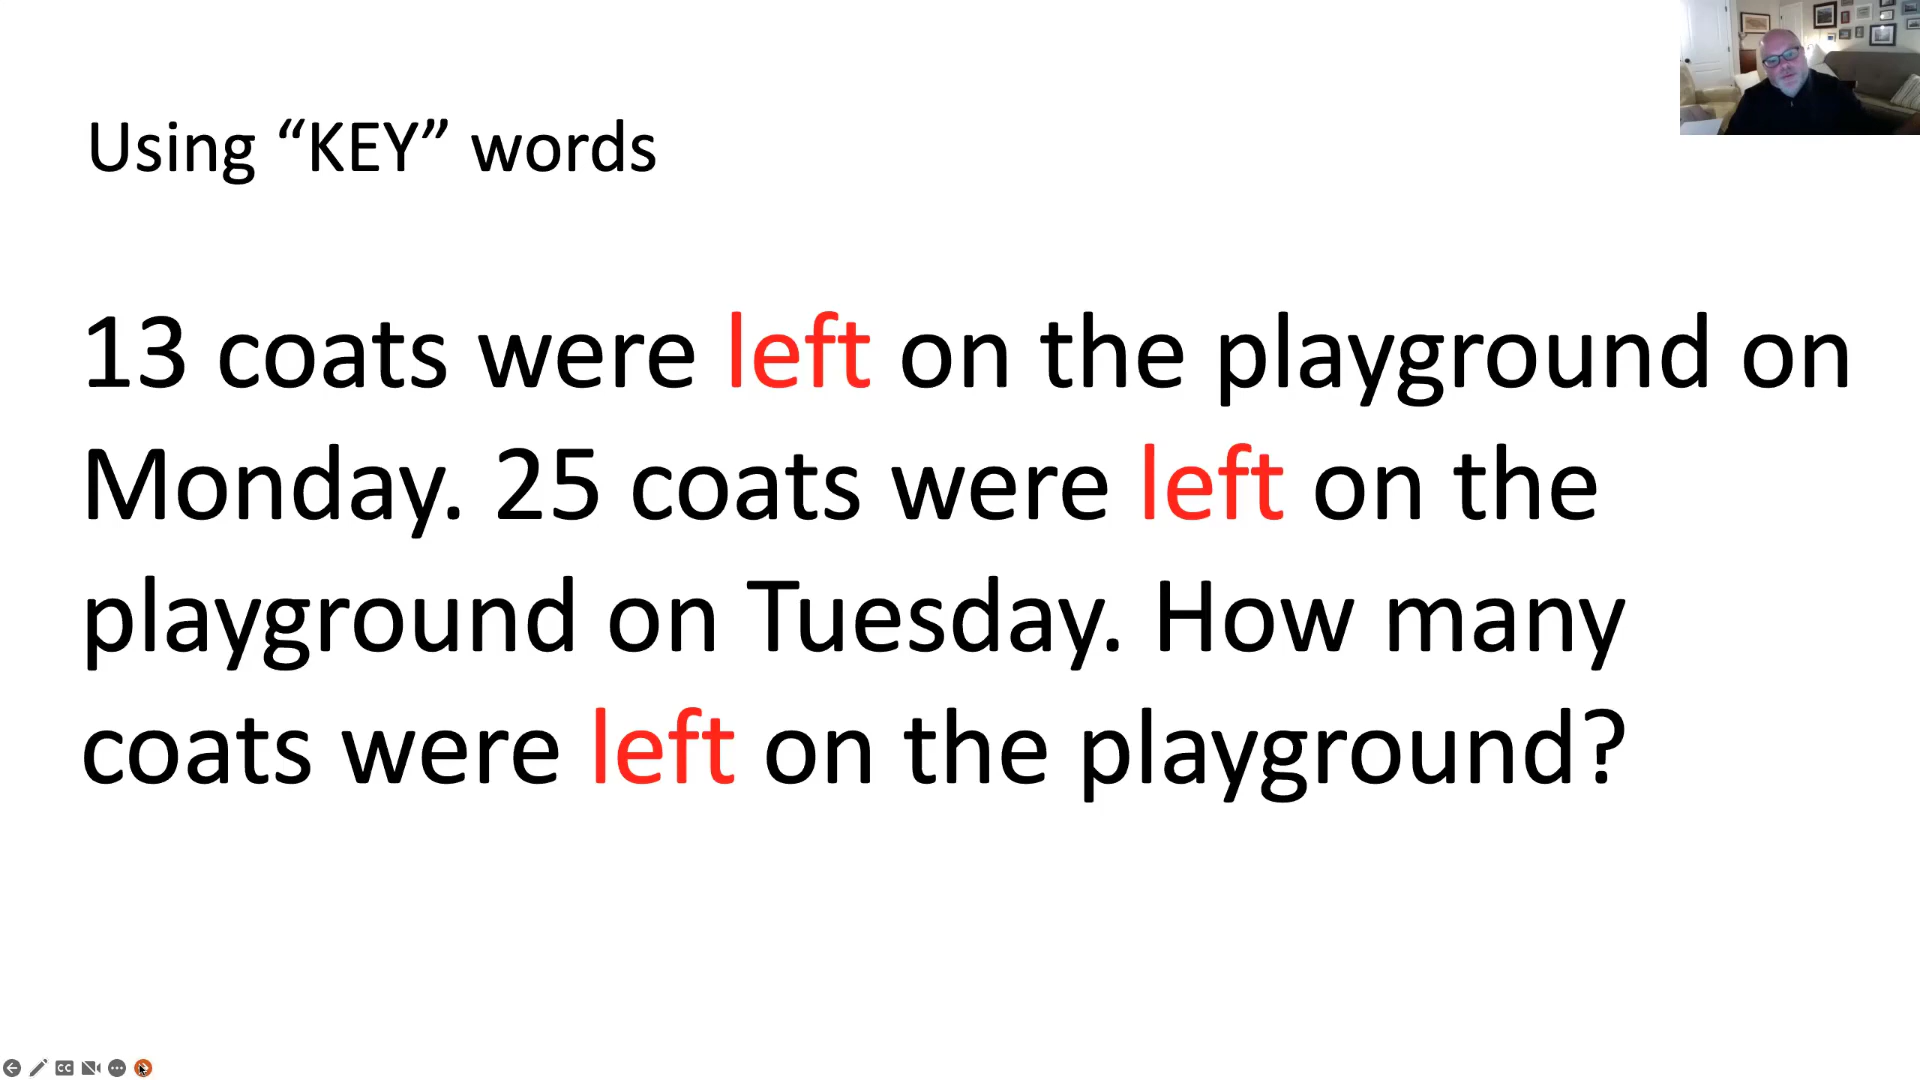 Using “KEY” words
13 coats were left on the playground on
Monday. 25 coats were left on the
playground on Tuesday. How many
coats were left on the playground?
CC